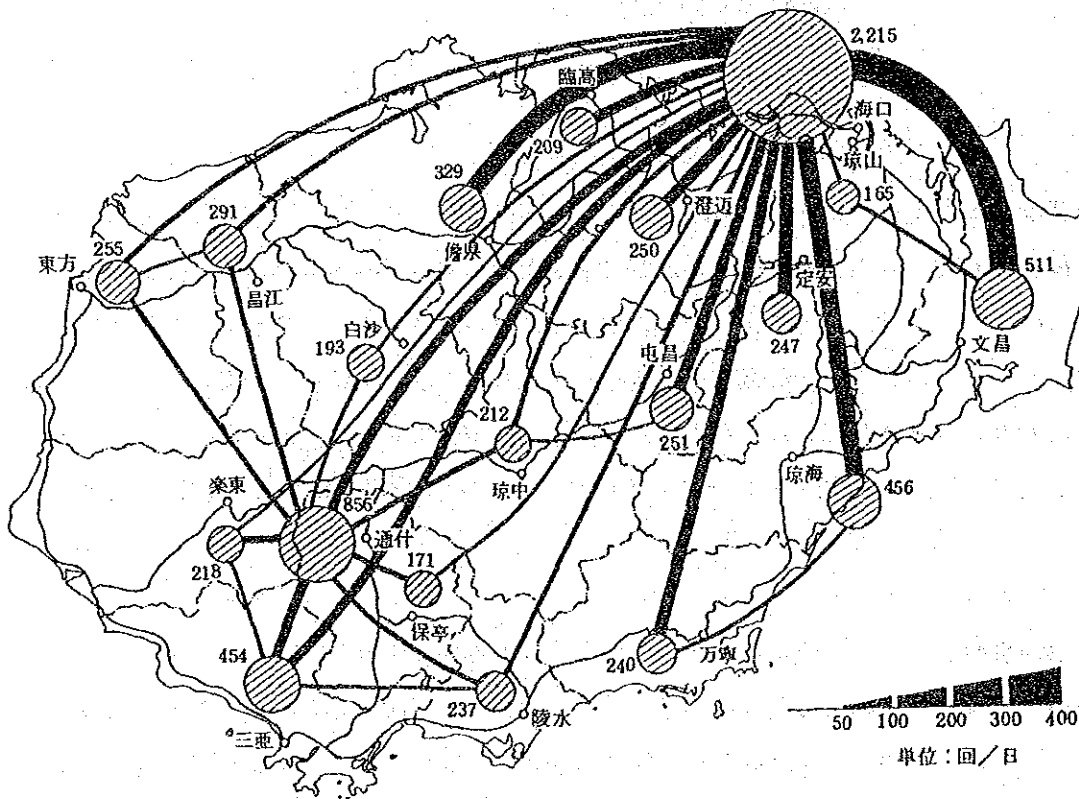 2,215
臨高
海口
琼山
209
329
165
澄迈
291
250
儋県
255
511
東方
定安
昌江
白沙
247
文昌
193
屯昌
212
251
琼海
456
楽東
琼中
856
通什
171
218
保亭
454
240
万寧
237
陵水
三亜
50 100 200 300 400
単位：回／日